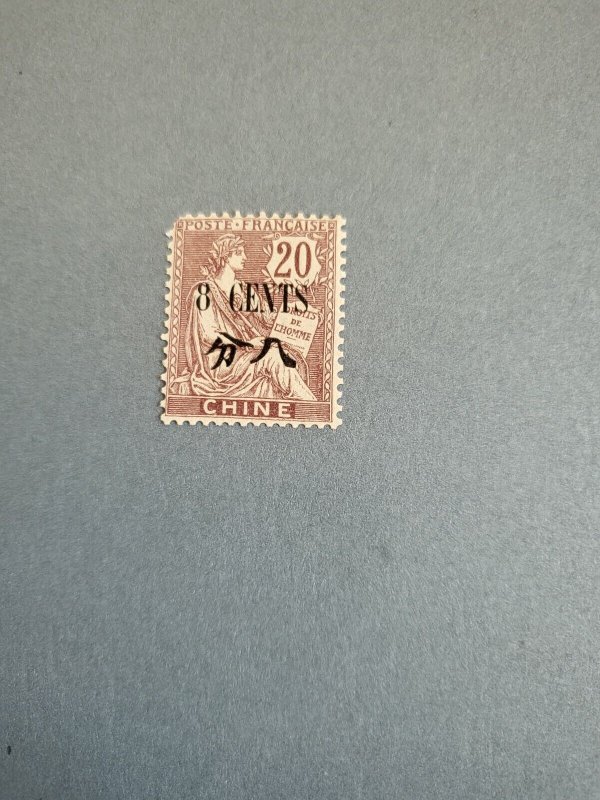 POSTE·FRANÇAISE
20
8 CENTS
DROITS
DE
L'HOMME
分八
CHINE